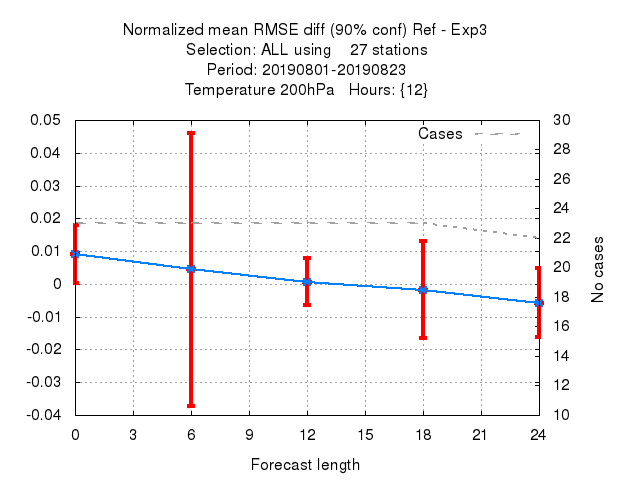 Normalized mean RMSE diff (90% conf) Ref - Exp3
Selection: ALL using    27 stations
Period: 20190801-20190823
Temperature 200hPa   Hours: {12}
Cases
0.05
0.04
0.03
0.02
0.01
0
-0.01
-0.02
-0.03
-0.04
30
28
26
24
22
20
18
16
14
12
10
No cases
0 3 6 9 12 15 18 21 24
Forecast length